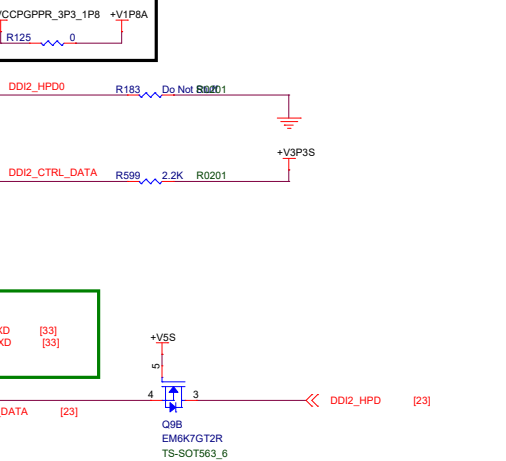 VCCPGPPR_3P3_1P8 +V1P8A
R125 0
DDI2_HPD0 R183 Do Not Stuff R0201
+V3P3S
DDI2_CTRL_DATA R599 2.2K R0201
XD [33]
XD [33]
+V5S
5
4 3 DDI2_HPD [23]
_DATA [23]
Q9B
EM6K7GT2R
TS-SOT563_6